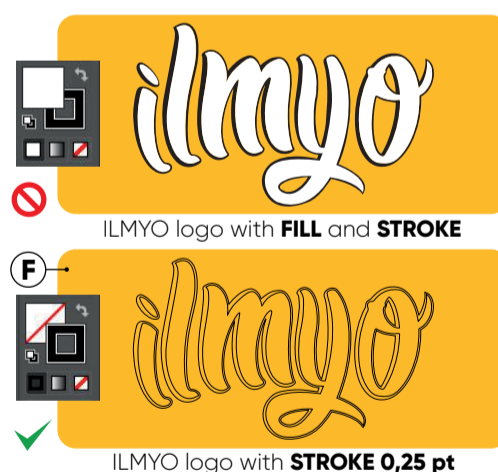 ilmyo
ILMYO logo with FILL and STROKE
F
ilmyo
ILMYO logo with STROKE 0,25 pt